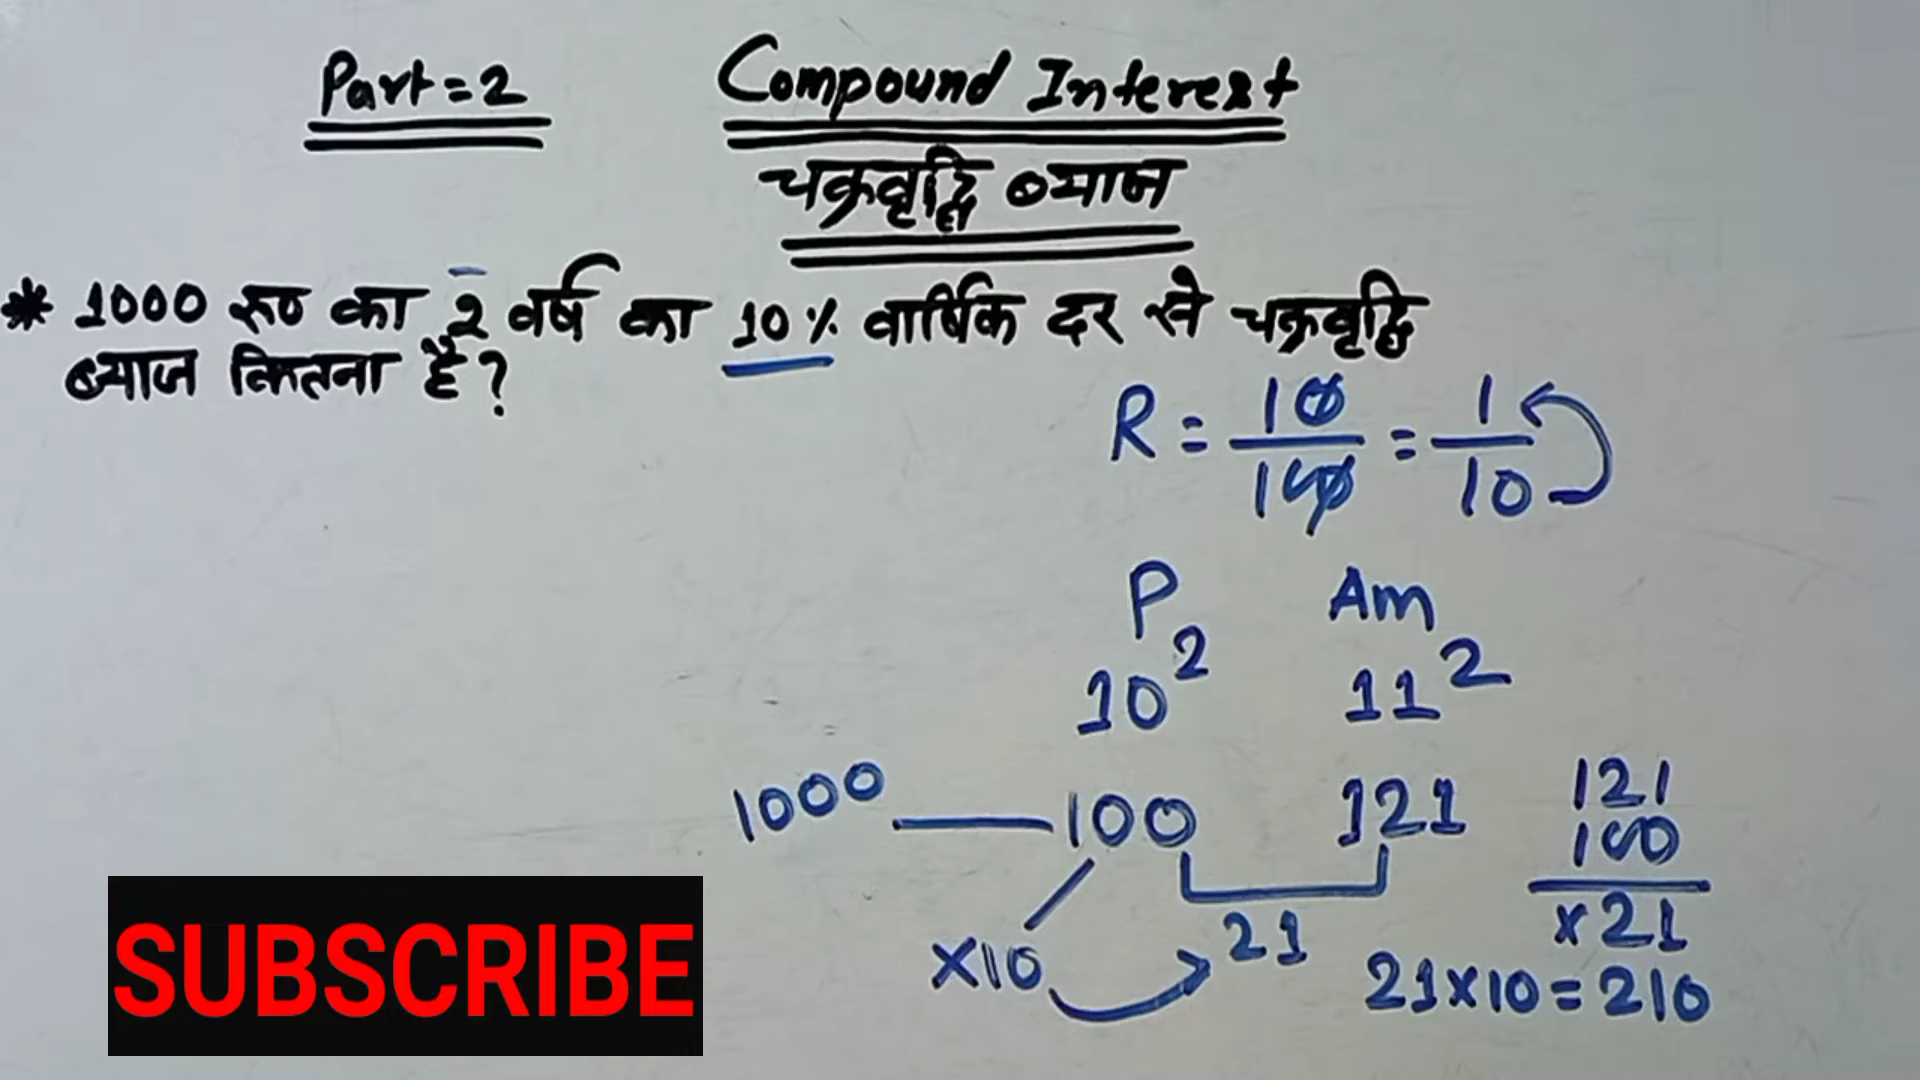 Part=2
Compound Interest
चक्रवृद्धि ब्याज
* 1000 रु० का 2 वर्ष का 10% वार्षिक दर से चक्रवृद्धि
ब्याज कितना है?
R = 10/100 = 1/10
P Am
10² 11²
1000 — 100 121
121
100
×21
×10 21
21×10=210
SUBSCRIBE